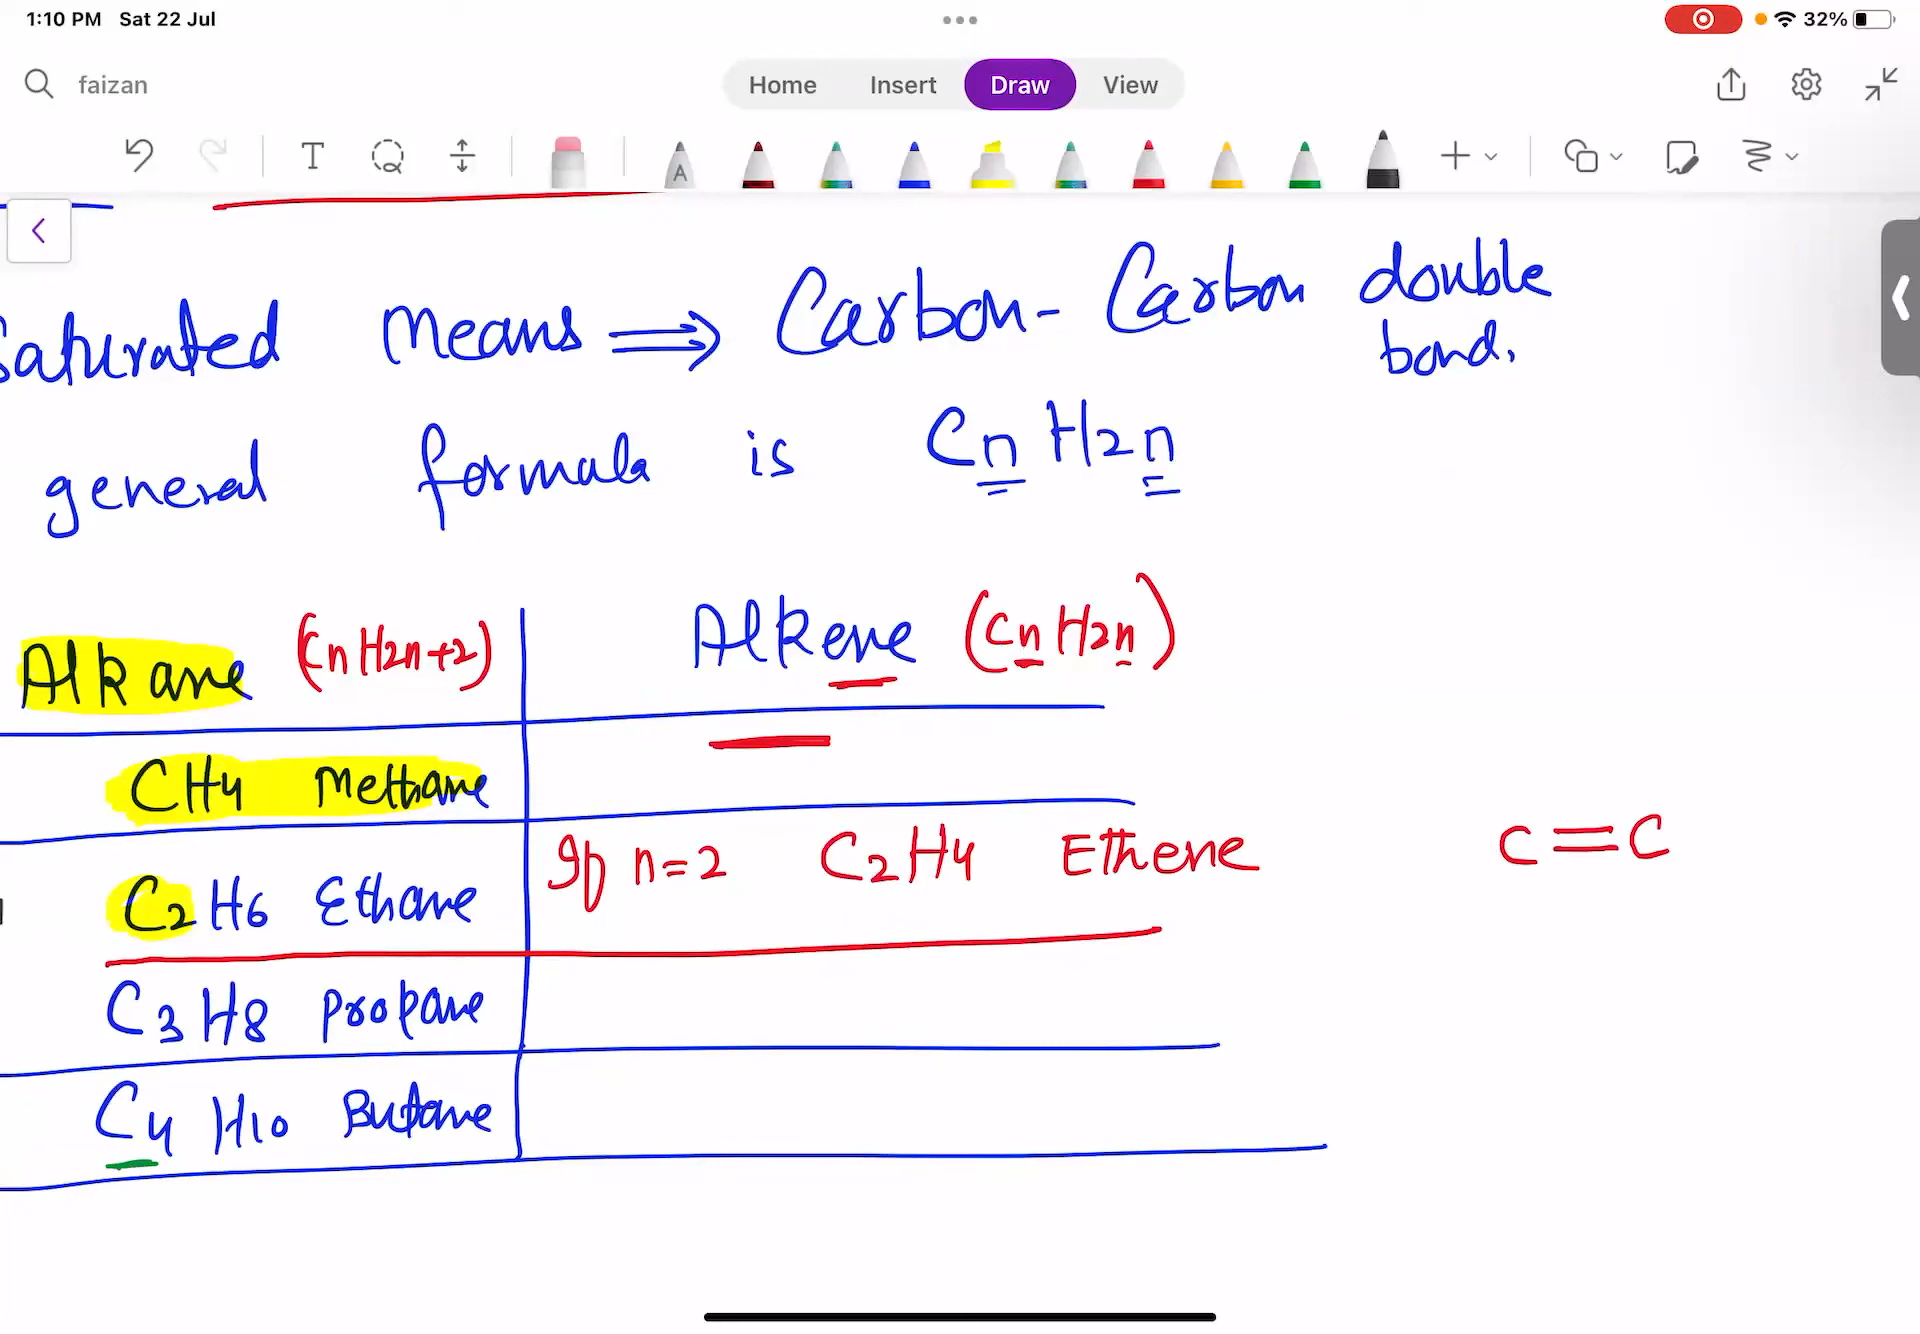 1:10 PM Sat 22 Jul
32%
faizan
Home Insert Draw View
T A
Saturated means ⇒ Carbon-Carbon double bond.
general formula is CnH2n
Alkane (CnH2n+2) Alkene (CnH2n)
CH4 Methane
If n=2 C2H4 Ethene C=C
C2H6 Ethane
C3H8 Propane
C4H10 Butane